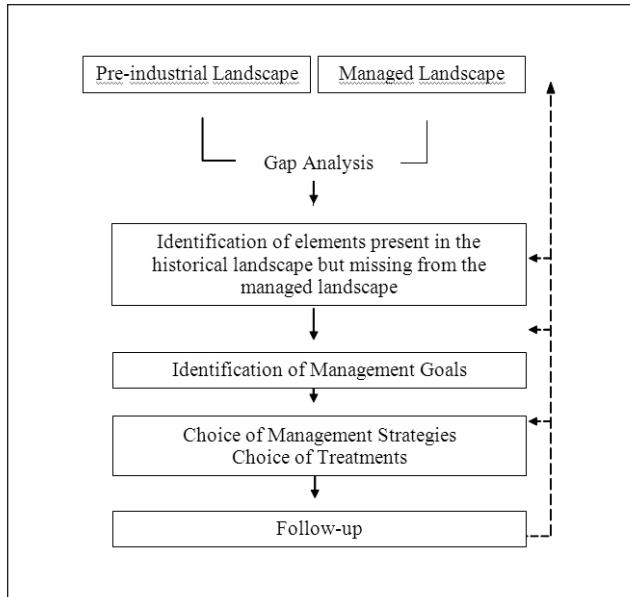 Pre-industrial Landscape
Managed Landscape
Gap Analysis
Identification of elements present in the
historical landscape but missing from the
managed landscape
Identification of Management Goals
Choice of Management Strategies
Choice of Treatments
Follow-up